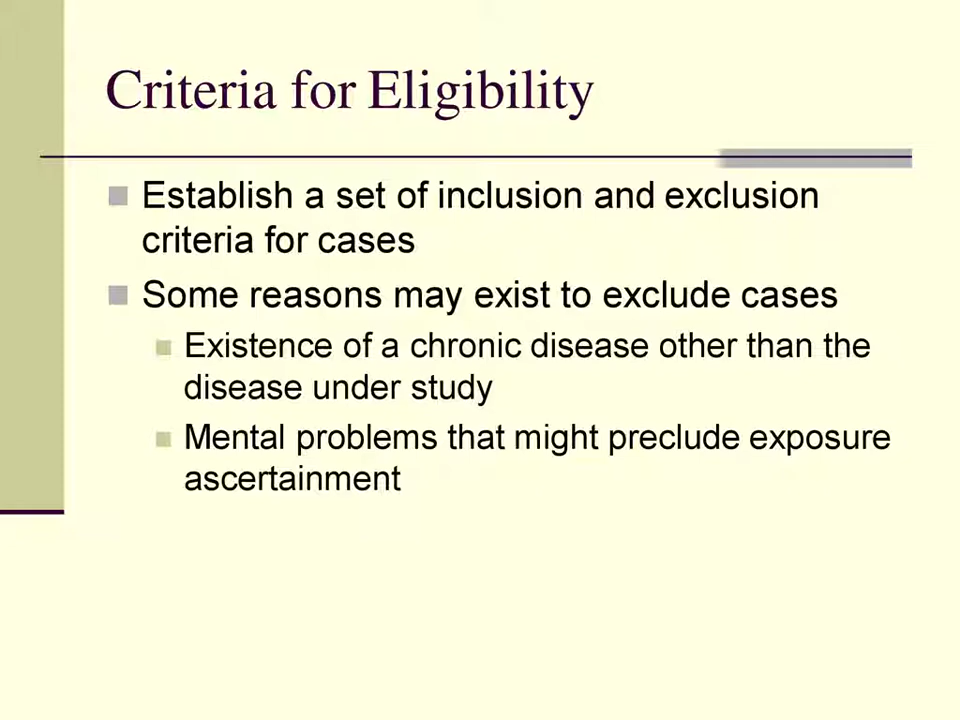 Criteria for Eligibility
Establish a set of inclusion and exclusion
criteria for cases
Some reasons may exist to exclude cases
Existence of a chronic disease other than the
disease under study
Mental problems that might preclude exposure
ascertainment